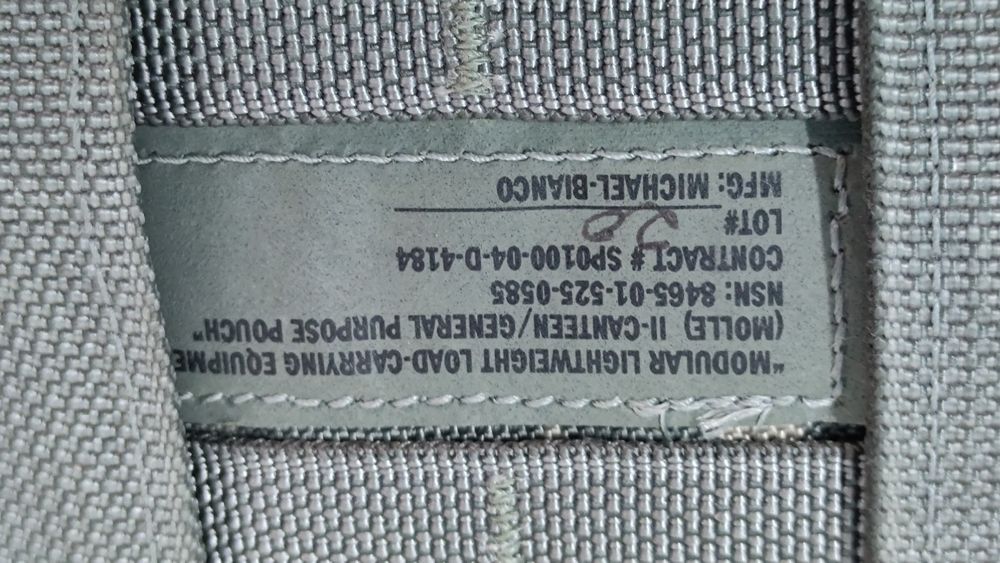 "MODULAR LIGHTWEIGHT LOAD-CARRYING EQUIPME
(MOLLE) II-CANTEEN/GENERAL PURPOSE POUCH"
NSN: 8465-01-525-0585
CONTRACT # SP0100-04-D-4184
LOT#
MFG: MICHAEL-BIANCO